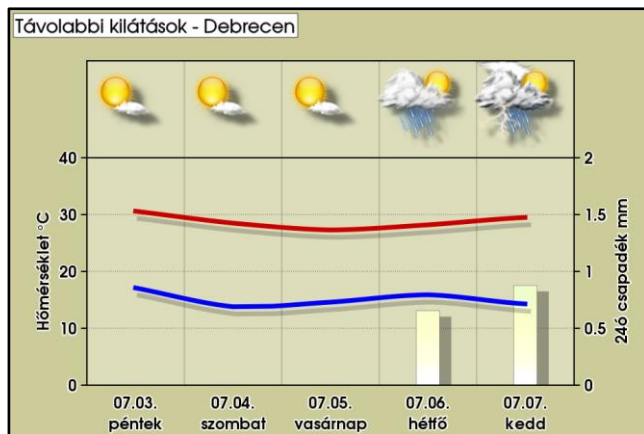 Távolabbi kilátások - Debrecen
40
30
20
10
0
Hőmérséklet °C
2
1.5
1
0.5
0
24ó csapadék mm
07.03.
péntek
07.04.
szombat
07.05.
vasárnap
07.06.
hétfő
07.07.
kedd